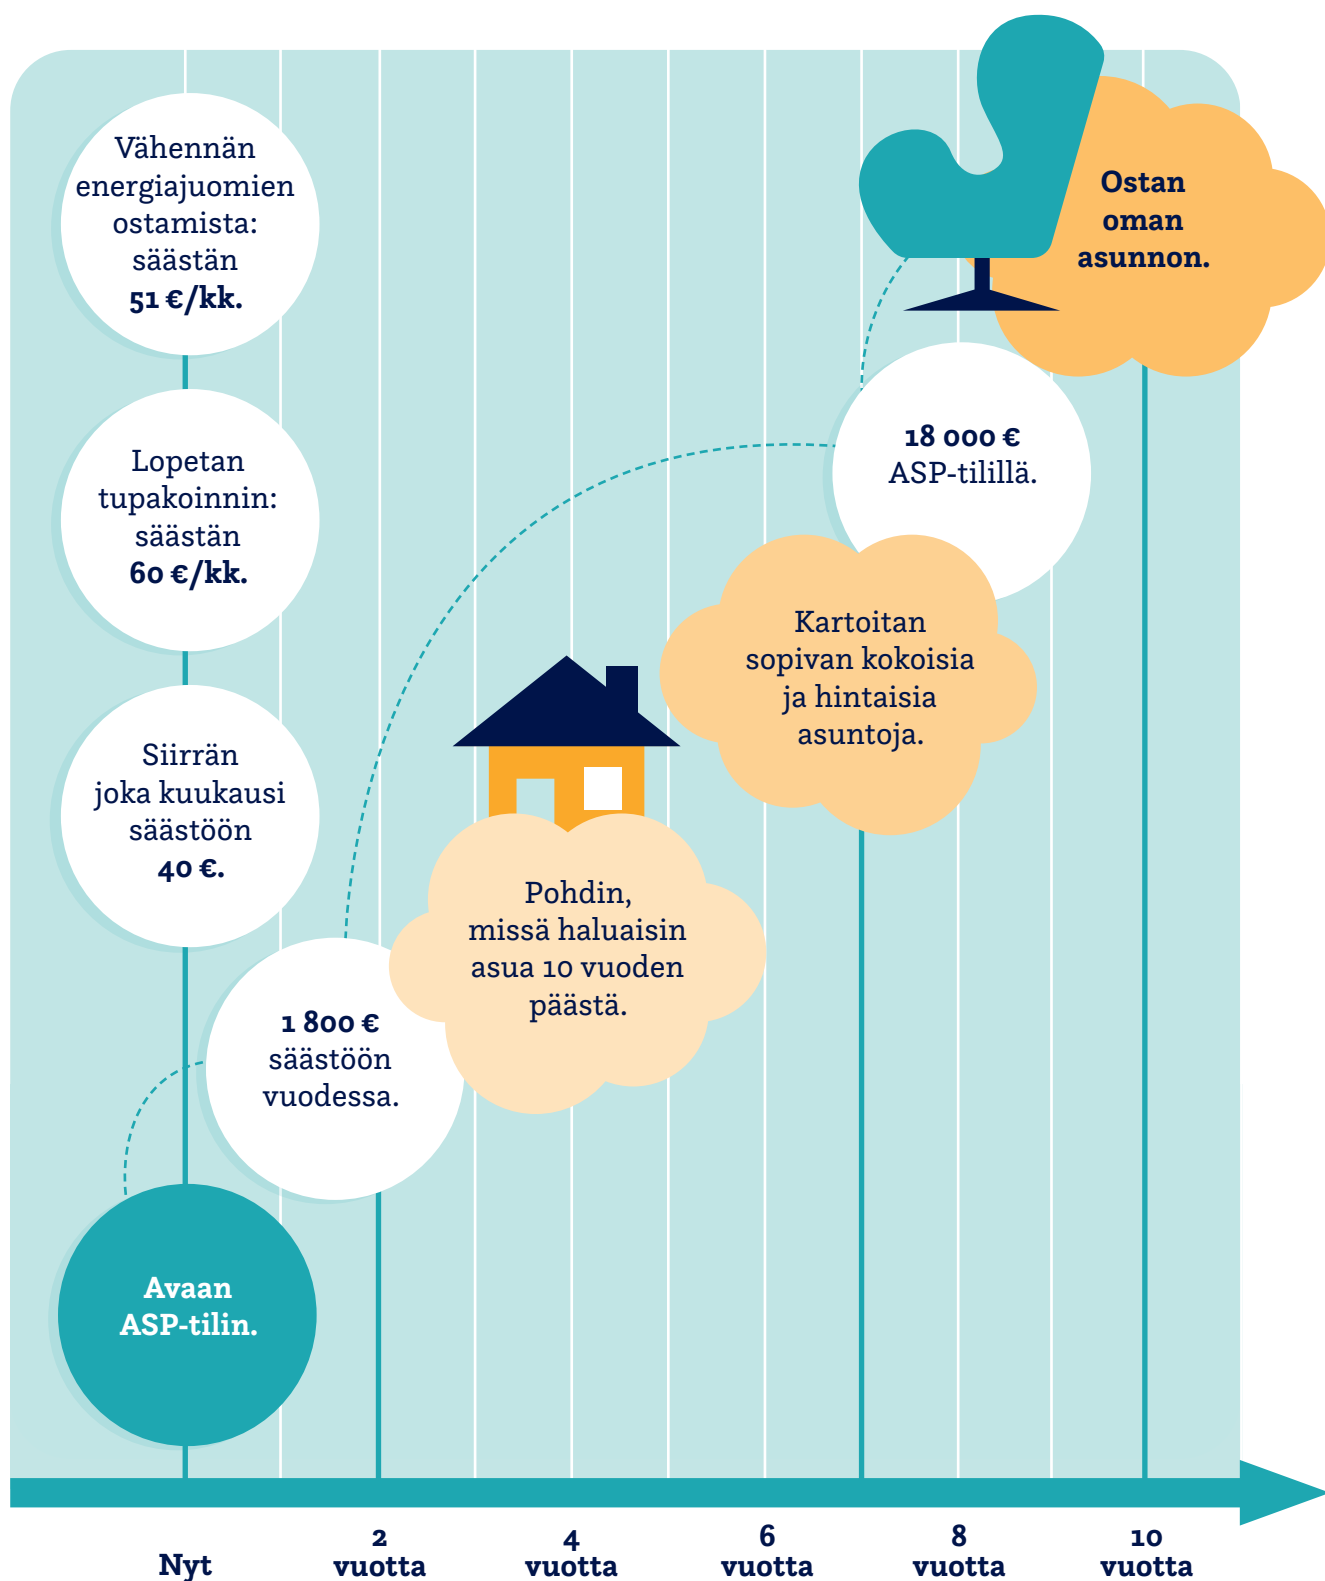 Vähennän
energiajuomien
ostamista:
säästän
51 €/kk.
Lopetan
tupakoinnin:
säästän
60 €/kk.
Siirrän
joka kuukausi
säästöön
40 €.
1 800 €
säästöön
vuodessa.
Avaan
ASP-tilin.
Pohdin,
missä haluaisin
asua 10 vuoden
päästä.
Kartoitan
sopivan kokoisia
ja hintaisia
asuntoja.
18 000 €
ASP-tilillä.
Ostan
oman
asunnon.
Nyt
2
vuotta
4
vuotta
6
vuotta
8
vuotta
10
vuotta